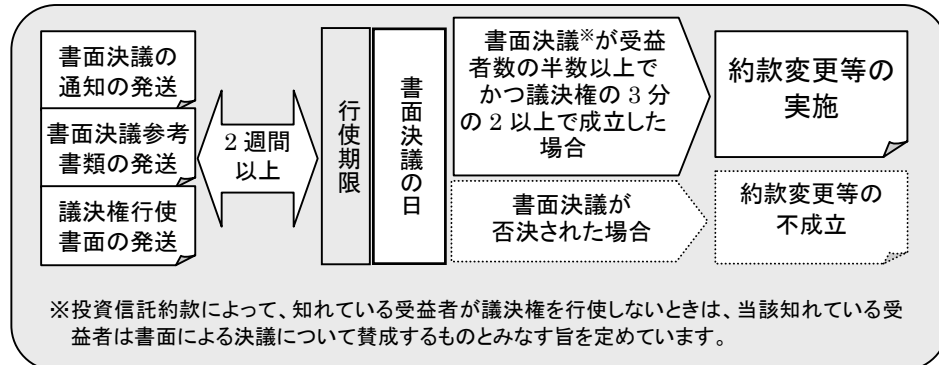 書面決議の
通知の発送
書面決議参考
書類の発送
議決権行使
書面の発送
2 週間
以上
行使期限
書面決議の日
書面決議※が受益
者数の半数以上で
かつ議決権の 3 分
の 2 以上で成立した
場合
約款変更等の
実施
書面決議が
否決された場合
約款変更等の
不成立
※投資信託約款によって、知れている受益者が議決権を行使しないときは、当該知れている受
益者は書面による決議について賛成するものとみなす旨を定めています。